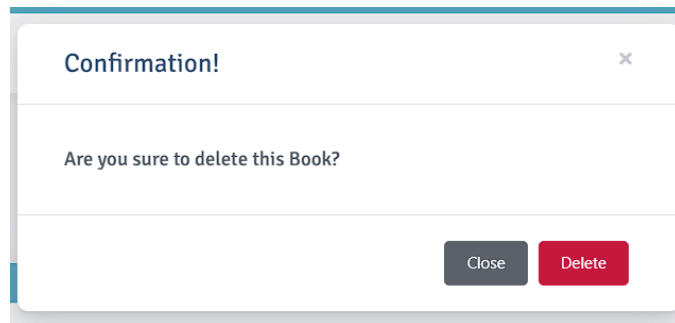 Confirmation!
×
Are you sure to delete this Book?
Close
Delete